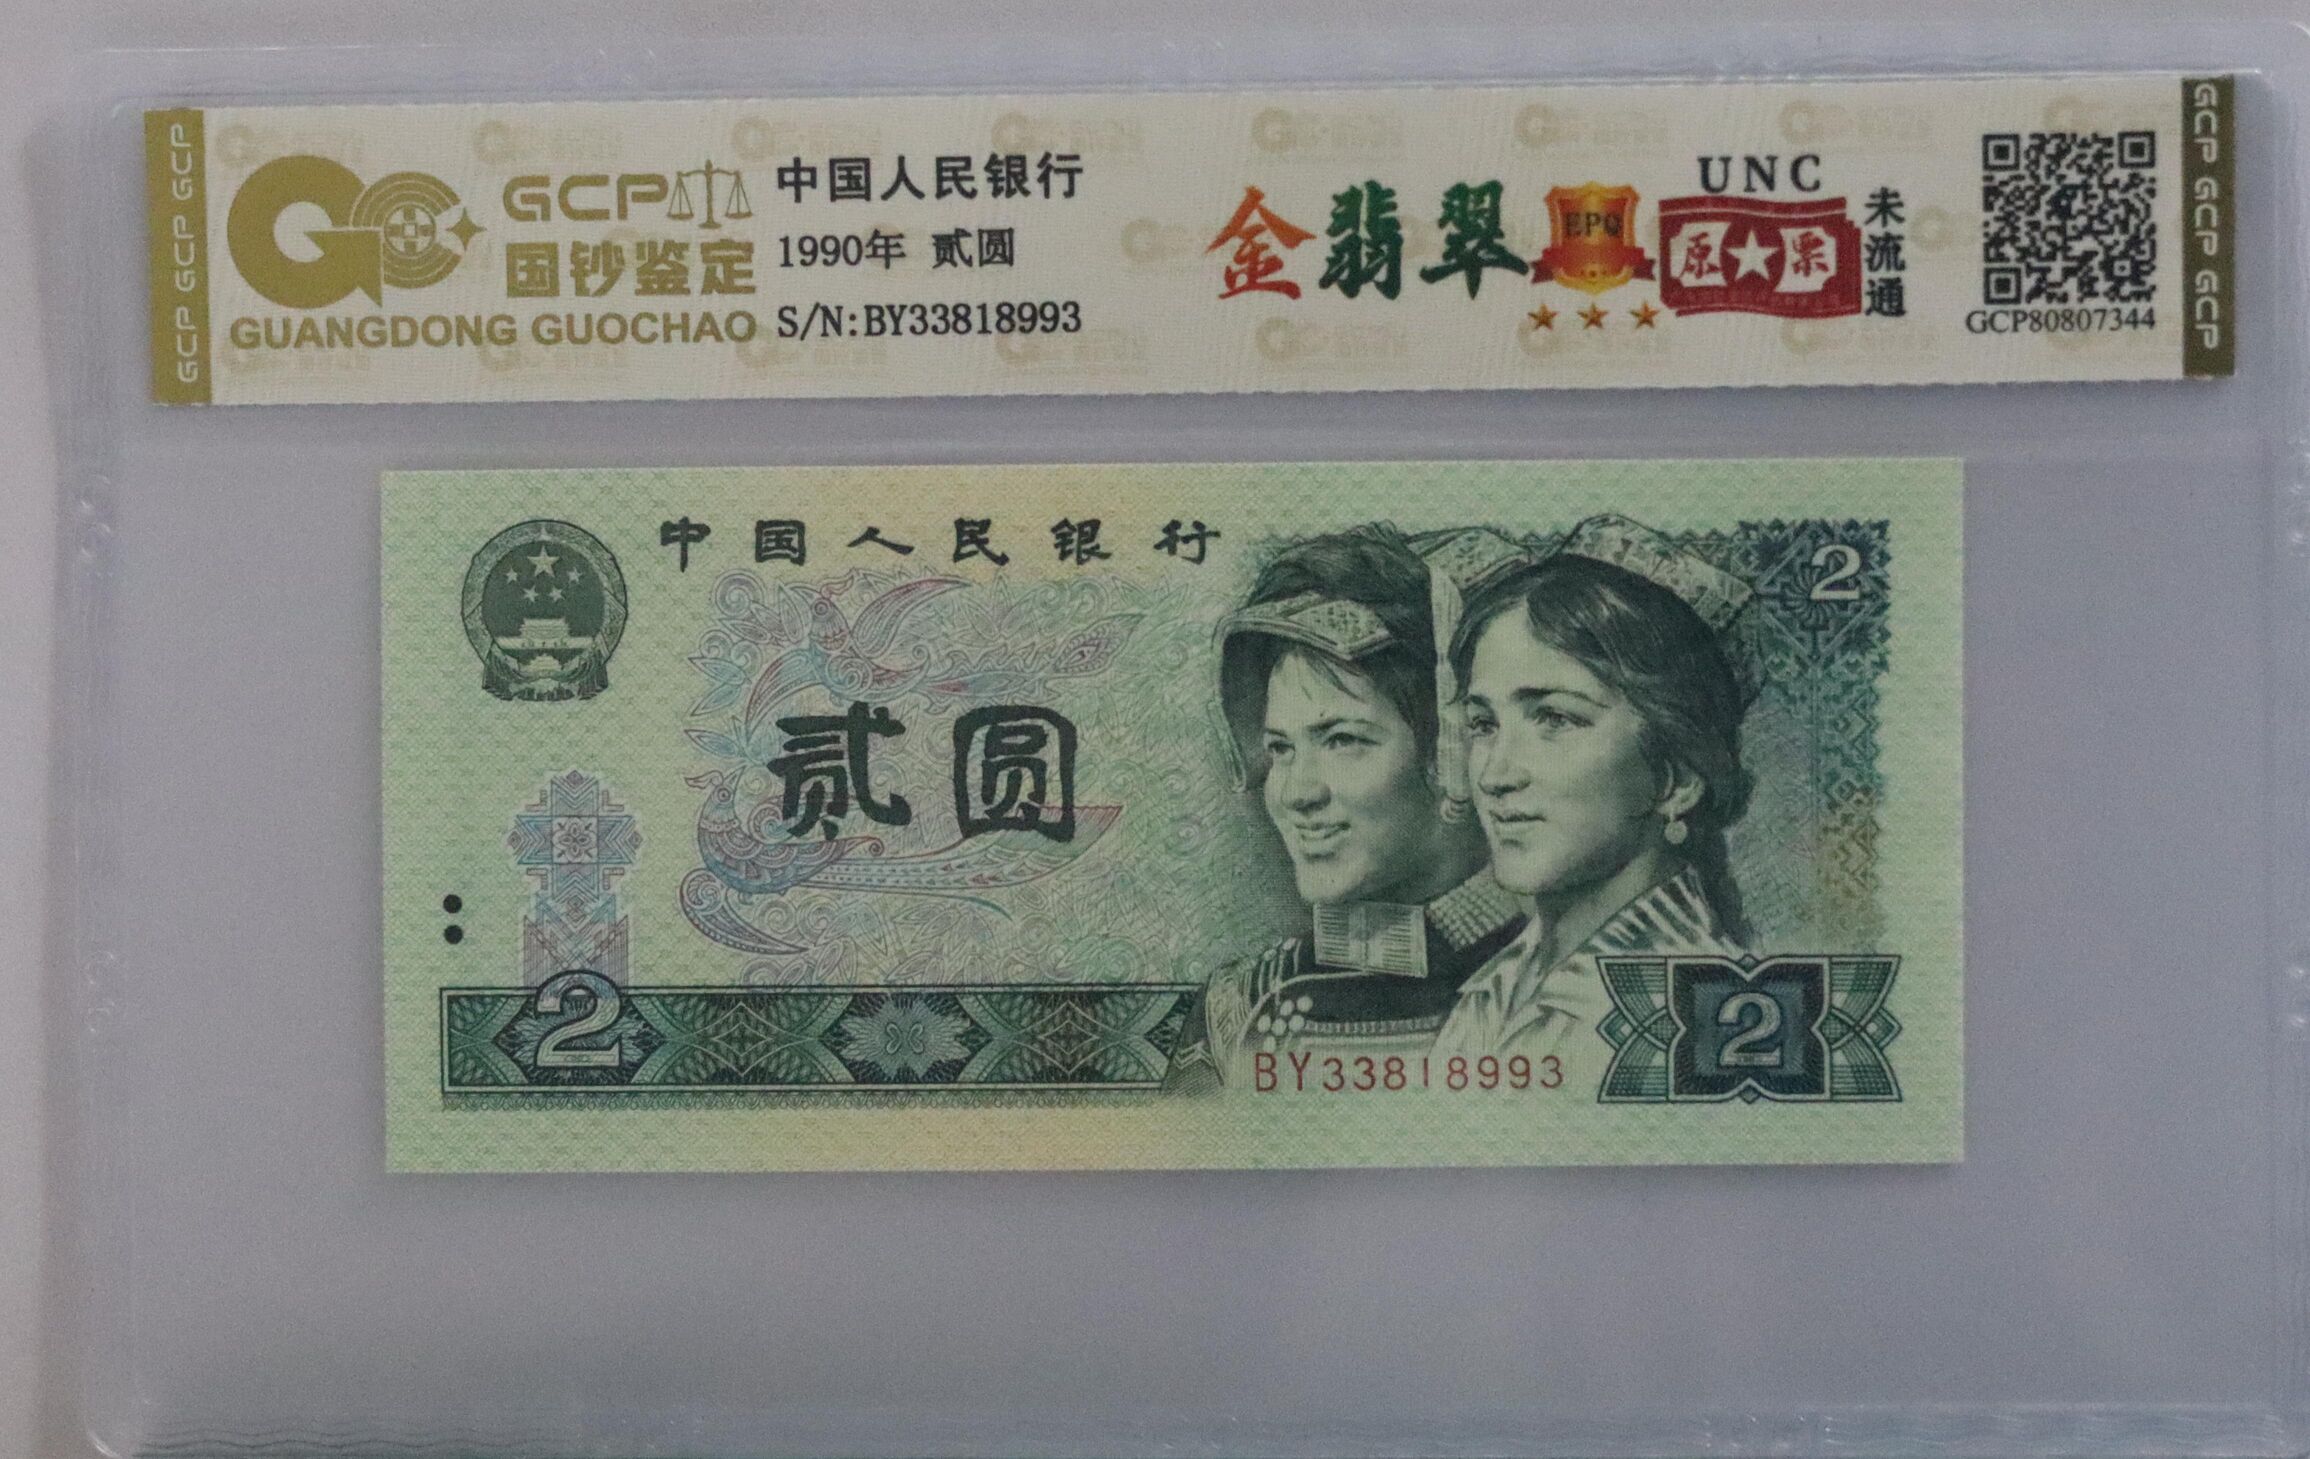 GCP GCP GCP
GCP
国钞鉴定
GUANGDONG GUOCHAO
中国人民银行
1990年 贰圆
S/N:BY33818993
金翡翠
EPQ
UNC
原★票
未流通
GCP80807344
GCP GCP GCP
中国人民银行
2
贰圆
2
2
BY33818993